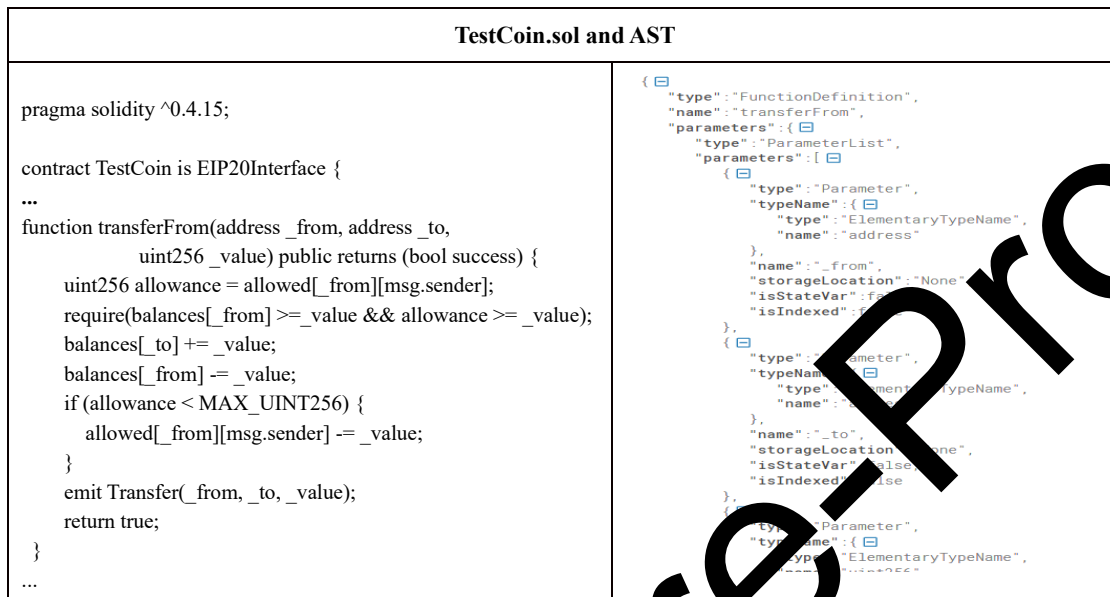 TestCoin.sol and AST
pragma solidity ^0.4.15;
contract TestCoin is EIP20Interface {
...
function transferFrom(address _from, address _to,
uint256 _value) public returns (bool success) {
uint256 allowance = allowed[_from][msg.sender];
require(balances[_from] >=_value && allowance >= _value);
balances[_to] += _value;
balances[_from] -= _value;
if (allowance < MAX_UINT256) {
allowed[_from][msg.sender] -= _value;
}
emit Transfer(_from, _to, _value);
return true;
}
...
{
"type":"FunctionDefinition",
"name":"transferFrom",
"parameters":{
"type":"ParameterList",
"parameters":[
{
"type":"Parameter",
"typeName":{
"type":"ElementaryTypeName",
"name":"address"
},
"name":"_from",
"storageLocation":"None"
"isStateVar":
"isIndexed":
},
{
"type":
"typeName"
"type":
"name":
},
"name":"_to",
"storageLocation"
"isStateVar"
"isIndexed"
},
{
"Parameter",
{
"ElementaryTypeName",
"uint256"
e-Pro